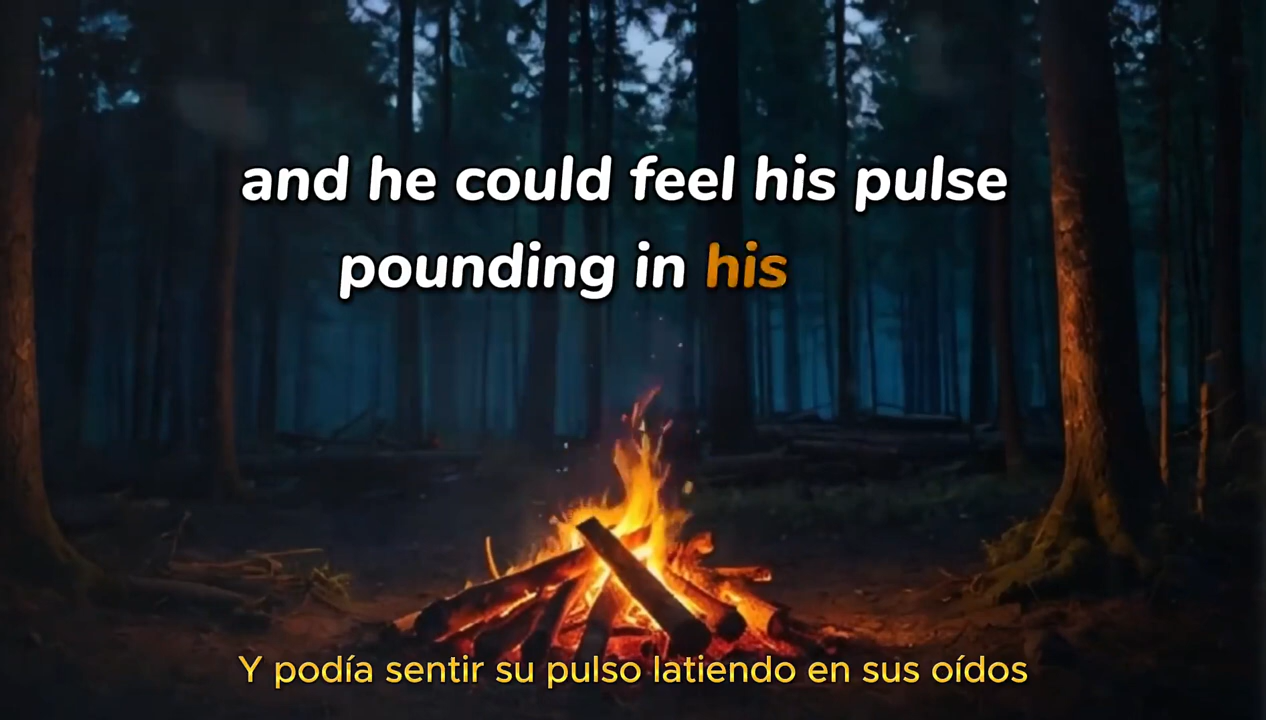 and he could feel his pulse
pounding in his
Y podía sentir su pulso latiendo en sus oídos